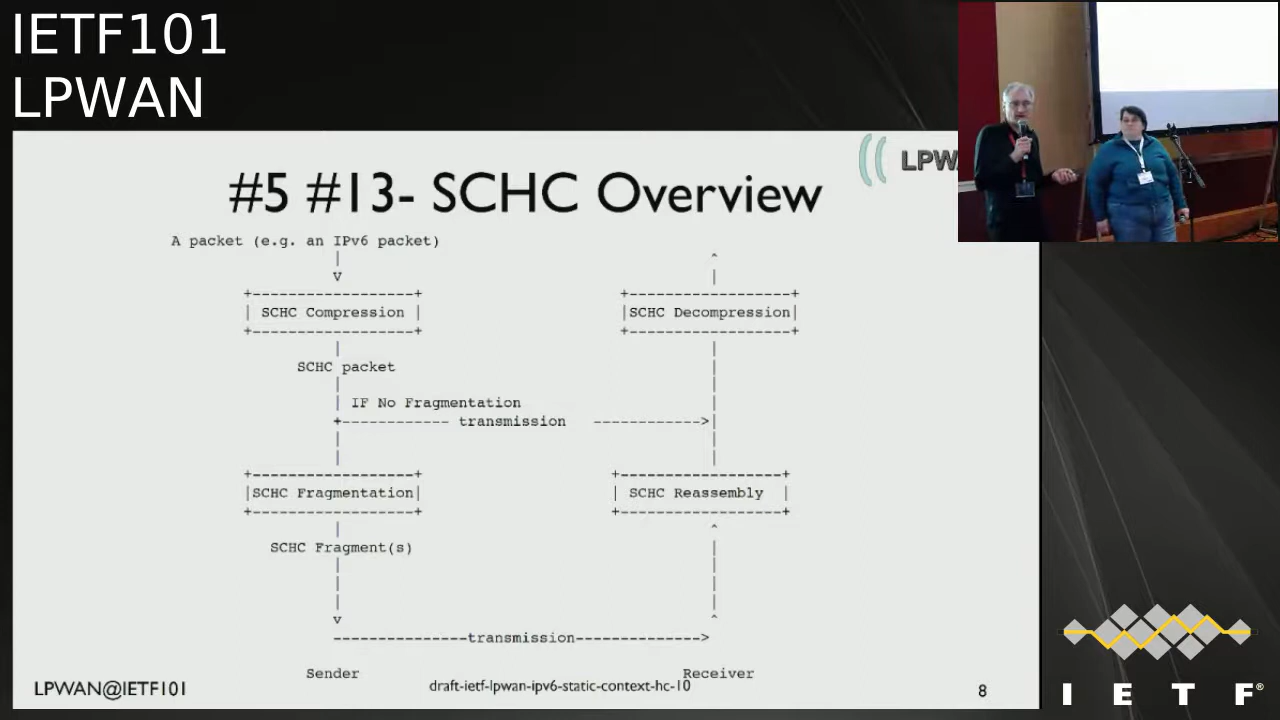 IETF101
LPWAN
LPW
#5 #13- SCHC Overview
A packet (e.g. an IPv6 packet)
SCHC Compression
SCHC Decompression
SCHC packet
IF No Fragmentation
transmission
SCHC Fragmentation
SCHC Reassembly
SCHC Fragment(s)
transmission
Sender
Receiver
LPWAN@IETF101
draft-ietf-lpwan-ipv6-static-context-hc-10
8
I E T F®